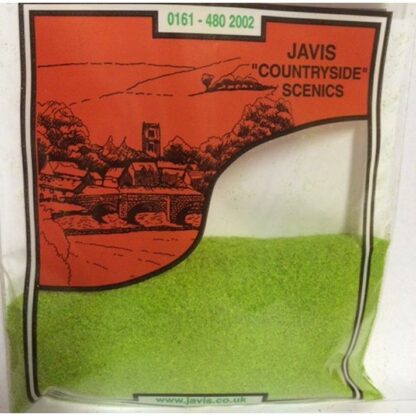 0161 - 480 2002
JAVIS
"COUNTRYSIDE"
SCENICS
www.javis.co.uk